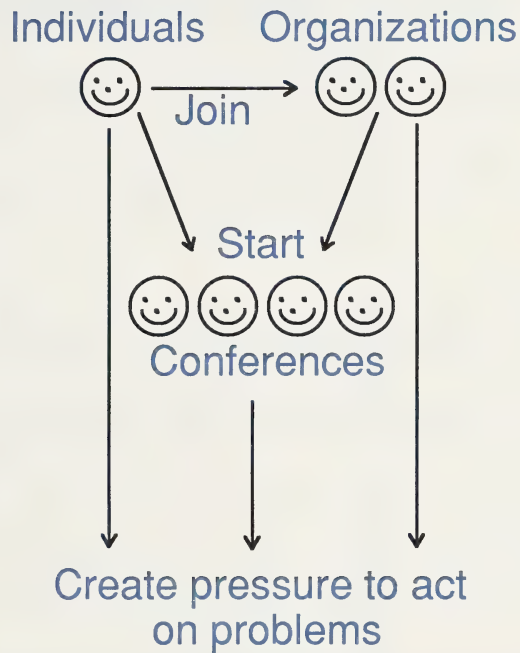 Individuals Organizations
Join
Start
Conferences
Create pressure to act
on problems